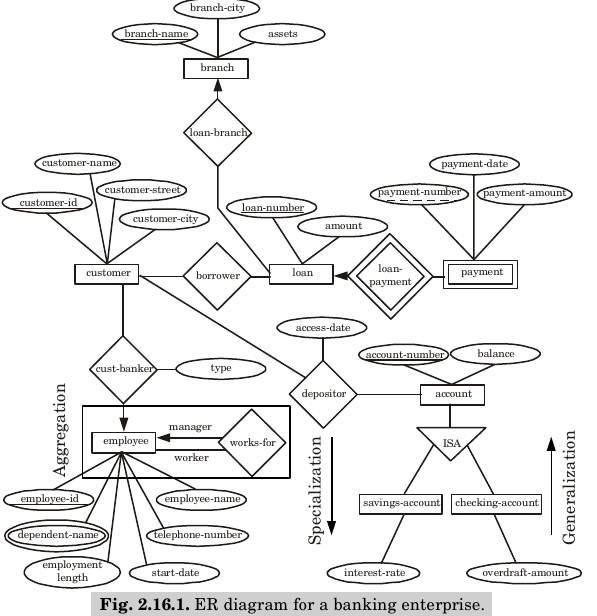 branch-city
branch-name
assets
branch
loan-branch
customer-name
customer-street
customer-id
customer-city
loan-number
amount
payment-date
payment-number
payment-amount
customer
borrower
loan
loan-
payment
payment
access-date
cust-banker
type
depositor
account-number
balance
account
Aggregation
employee
manager
worker
works-for
Specialization
ISA
Generalization
savings-account
checking-account
employee-id
employee-name
dependent-name
telephone-number
employment
length
start-date
interest-rate
overdraft-amount
Fig. 2.16.1. ER diagram for a banking enterprise.